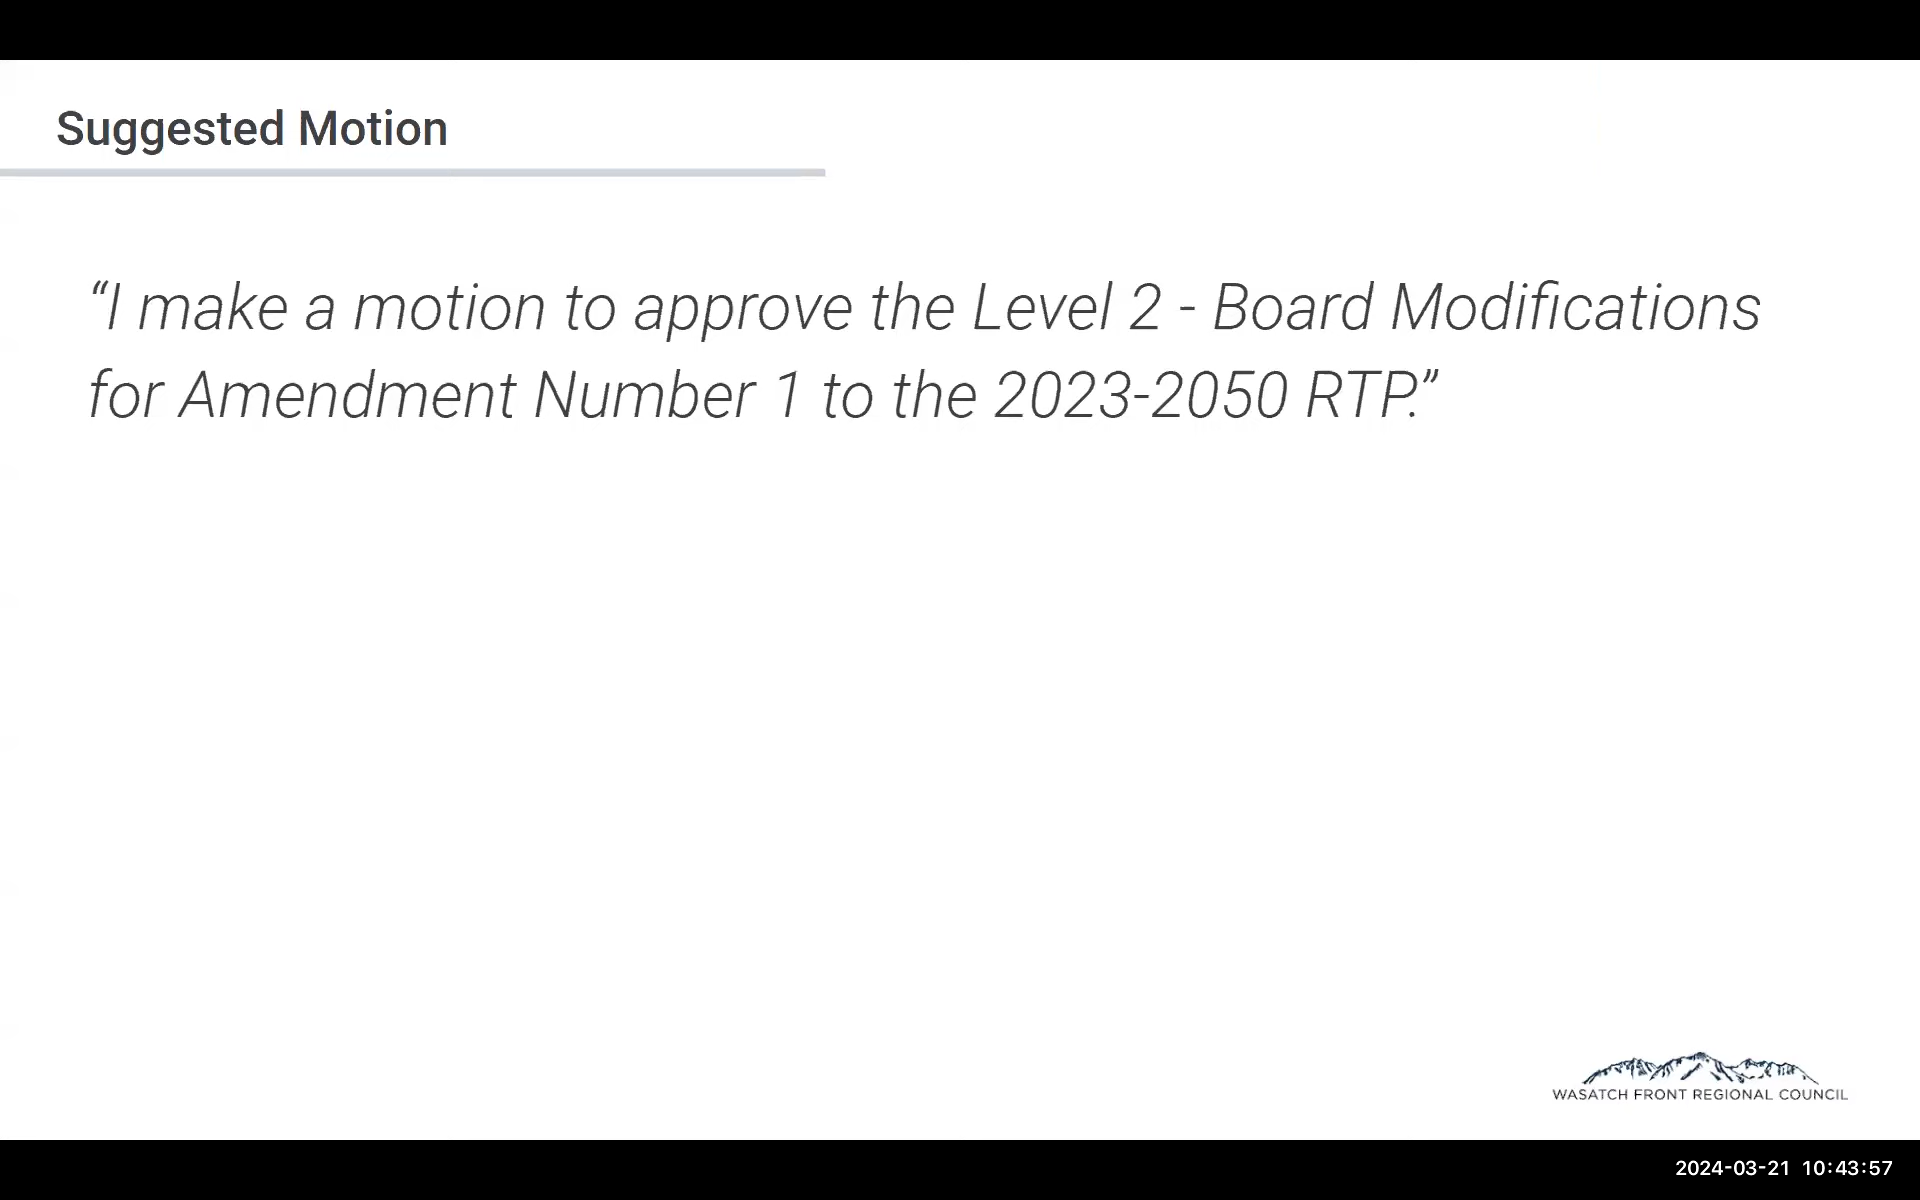 Suggested Motion
“I make a motion to approve the Level 2 - Board Modifications
for Amendment Number 1 to the 2023-2050 RTP.”
WASATCH FRONT REGIONAL COUNCIL
2024-03-21 10:43:57